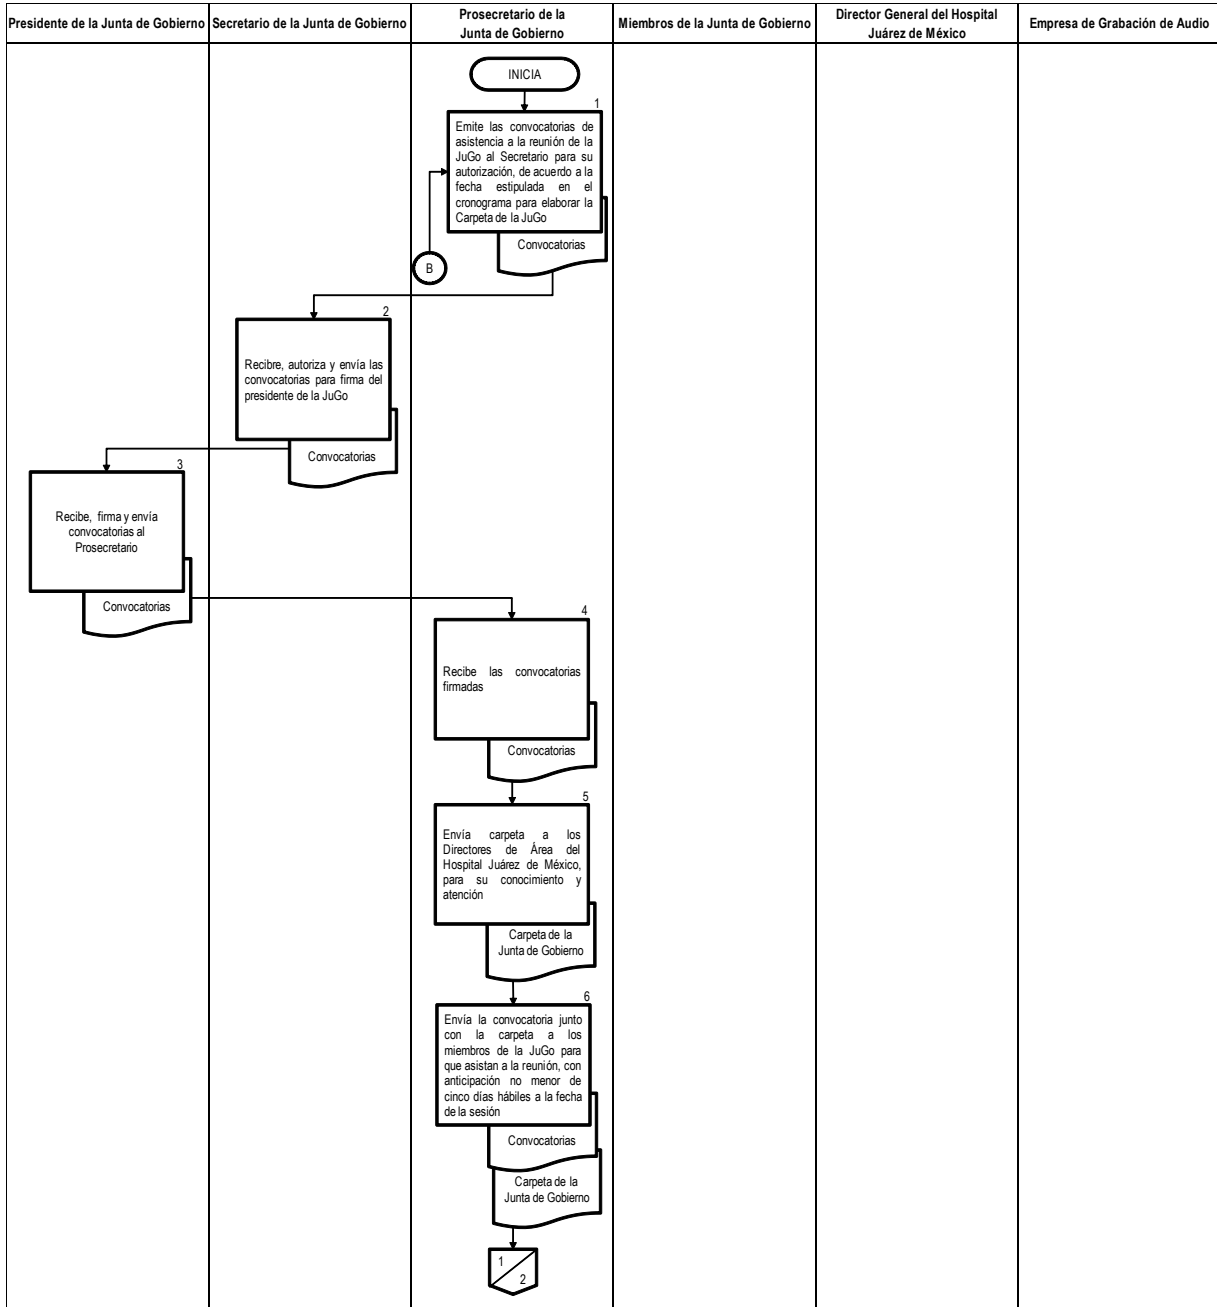 Presidente de la Junta de Gobierno
Secretario de la Junta de Gobierno
Prosecretario de la
Junta de Gobierno
Miembros de la Junta de Gobierno
Director General del Hospital
Juárez de México
Empresa de Grabación de Audio
INICIA
1
Emite las convocatorias de
asistencia a la reunión de la
JuGo al Secretario para su
autorización, de acuerdo a la
fecha estipulada en el
cronograma para elaborar la
Carpeta de la JuGo
Convocatorias
B
2
Recibre, autoriza y envía las
convocatorias para firma del
presidente de la JuGo
Convocatorias
3
Recibe, firma y envía
convocatorias al
Prosecretario
Convocatorias
4
Recibe las convocatorias
firmadas
Convocatorias
5
Envía carpeta a los
Directores de Área del
Hospital Juárez de México,
para su conocimiento y
atención
Carpeta de la
Junta de Gobierno
6
Envía la convocatoria junto
con la carpeta a los
miembros de la JuGo para
que asistan a la reunión, con
anticipación no menor de
cinco días hábiles a la fecha
de la sesión
Convocatorias
Carpeta de la
Junta de Gobierno
1
2